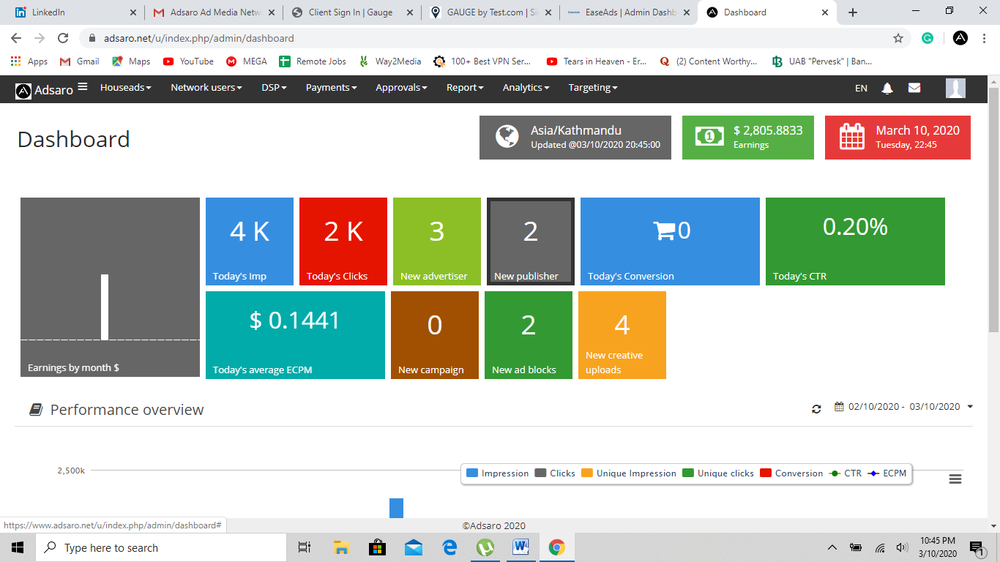 LinkedIn
Adsaro Ad Media Netw
Client Sign In | Gauge
GAUGE by Test.com | Si
EaseAds | Admin Dashb
Dashboard
adsaro.net/u/index.php/admin/dashboard
Apps
Gmail
Maps
YouTube
MEGA
Remote Jobs
Way2Media
100+ Best VPN Ser...
Tears in Heaven - Er...
(2) Content Worthy...
UAB "Pervesk" | Ban...
Adsaro
Houseads
Network users
DSP
Payments
Approvals
Report
Analytics
Targeting
EN
Dashboard
Asia/Kathmandu
Updated @03/10/2020 20:45:00
$ 2,805.8833
Earnings
March 10, 2020
Tuesday, 22:45
Earnings by month $
4 K
Today's Imp
2 K
Today's Clicks
3
New advertiser
2
New publisher
0
Today's Conversion
0.20%
Today's CTR
$ 0.1441
Today's average ECPM
0
New campaign
2
New ad blocks
4
New creative
uploads
Performance overview
02/10/2020 - 03/10/2020
2,500k
Impression
Clicks
Unique Impression
Unique clicks
Conversion
CTR
ECPM
https://www.adsaro.net/u/index.php/admin/dashboard#
©Adsaro 2020
Type here to search
10:45 PM
3/10/2020
1